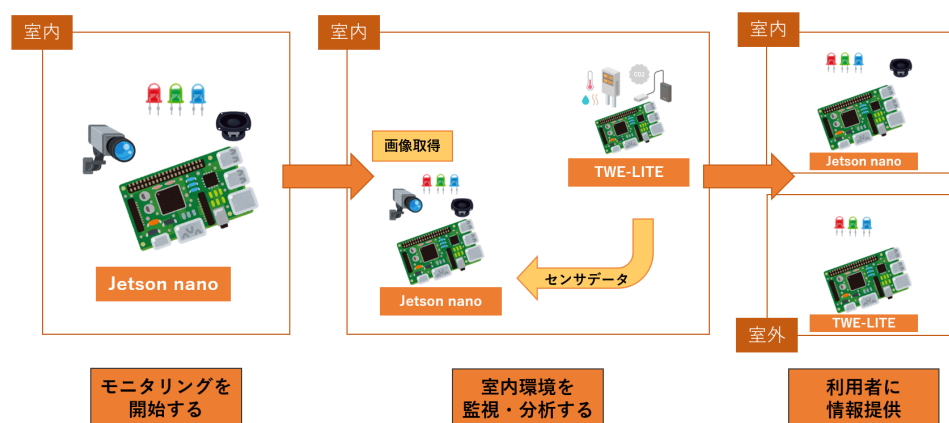 室内
Jetson nano
モニタリングを
開始する
室内
画像取得
CO2
TWE-LITE
センサデータ
Jetson nano
室内環境を
監視・分析する
室内
Jetson nano
TWE-LITE
室外
利用者に
情報提供